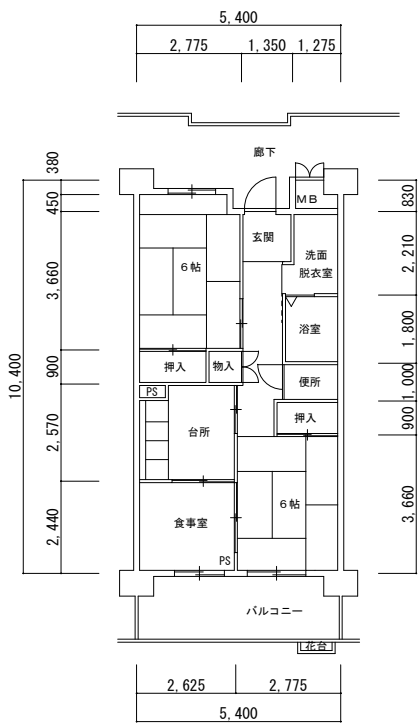 5,400
2,775
1,350
1,275
廊下
380
450
3,660
900
2,570
2,440
10,400
830
2,210
1,800
1,000
900
3,660
MB
玄関
洗面
脱衣室
6帖
浴室
押入
物入
便所
PS
押入
台所
6帖
食事室
PS
バルコニー
花台
2,625
2,775
5,400